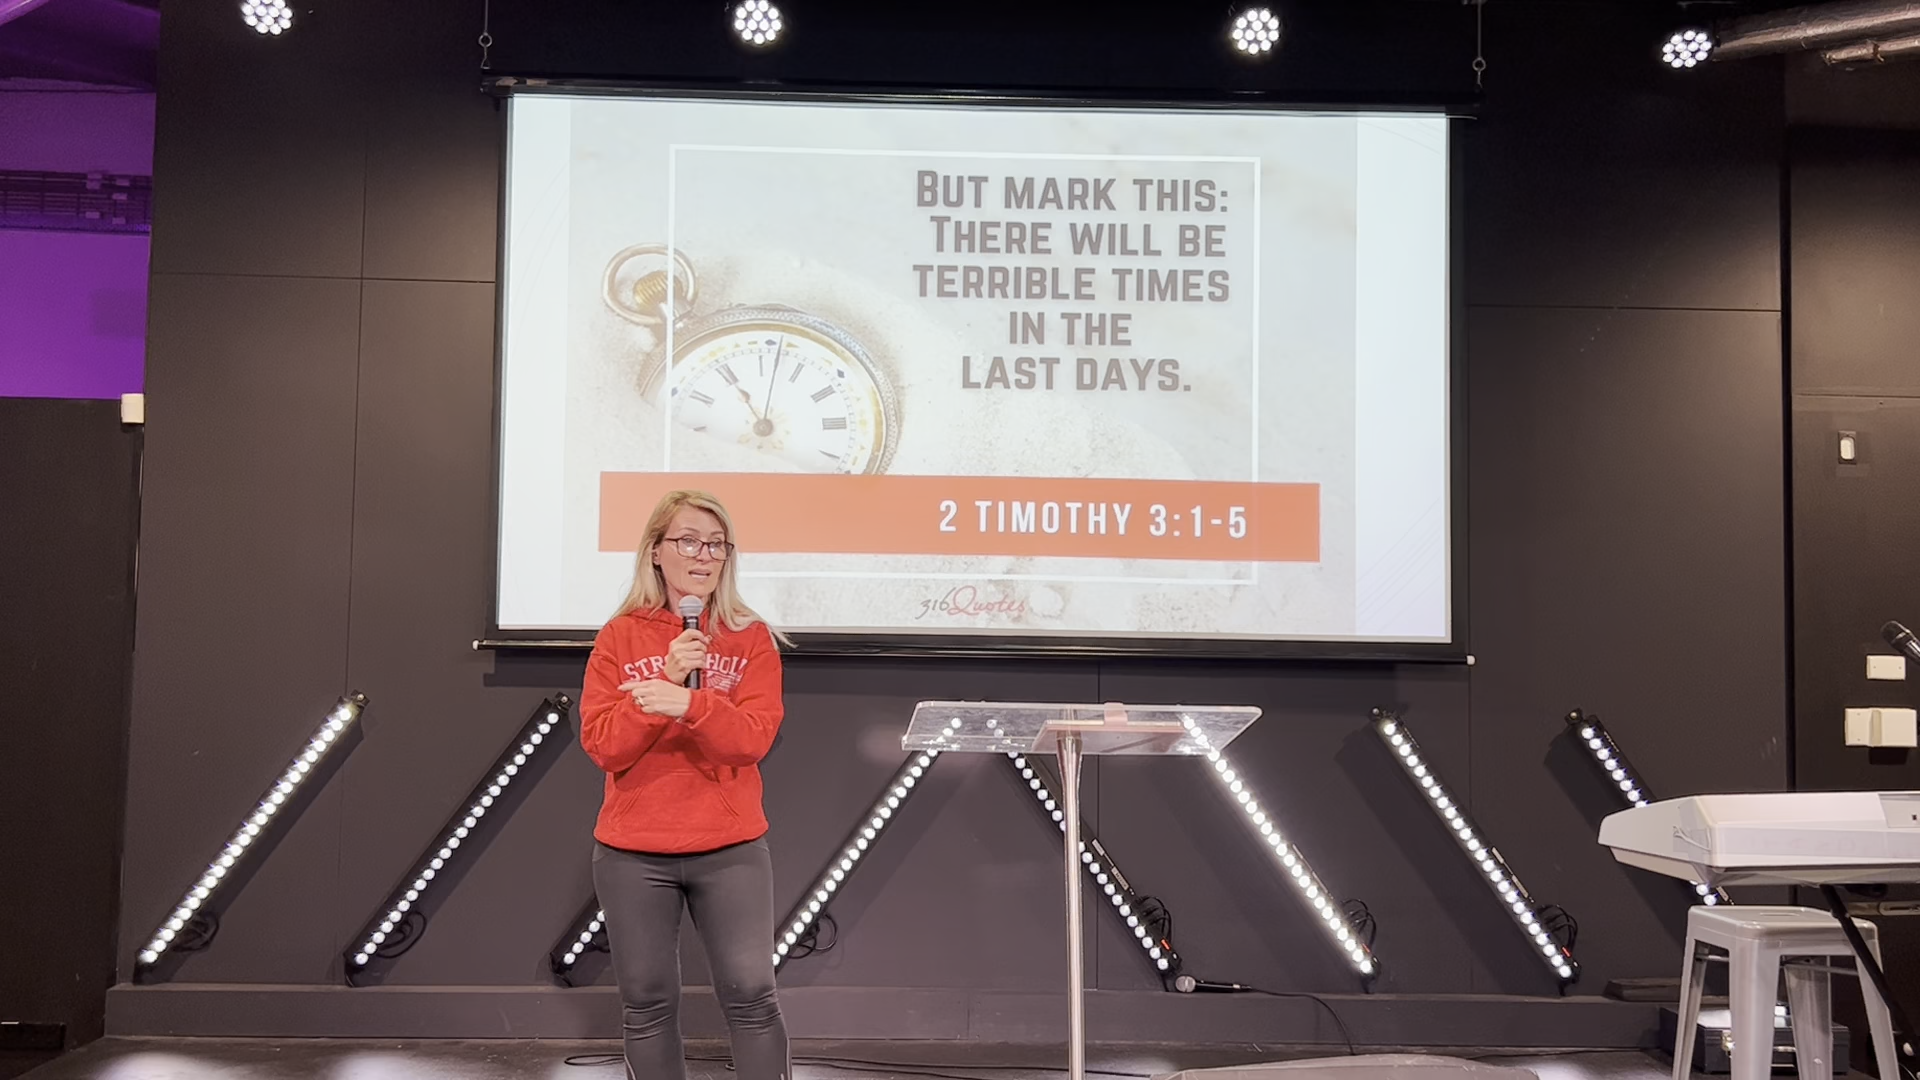 BUT MARK THIS:
THERE WILL BE
TERRIBLE TIMES
IN THE
LAST DAYS.
2 TIMOTHY 3:1-5
316Quotes